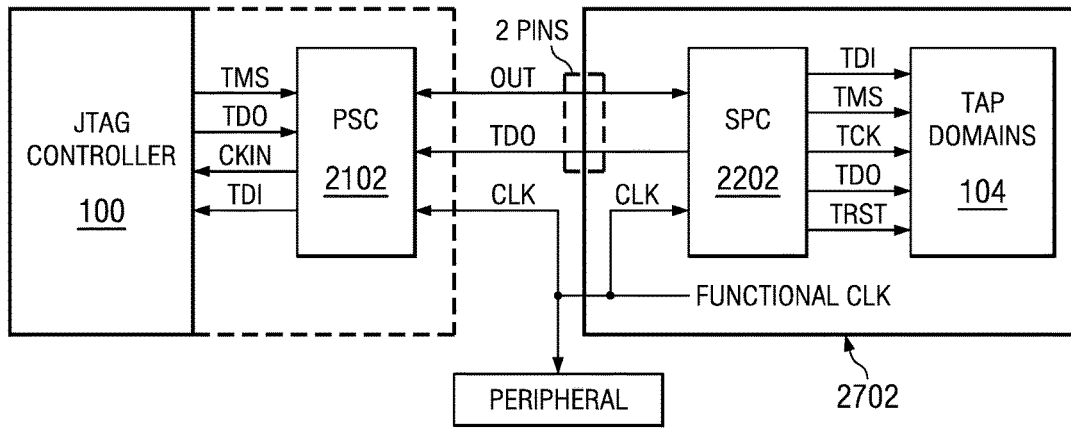 2 PINS
JTAG
CONTROLLER
100
TMS
TDO
CKIN
TDI
PSC
2102
OUT
TDO
CLK
CLK
SPC
2202
TDI
TMS
TCK
TDO
TRST
TAP
DOMAINS
104
FUNCTIONAL CLK
PERIPHERAL
2702